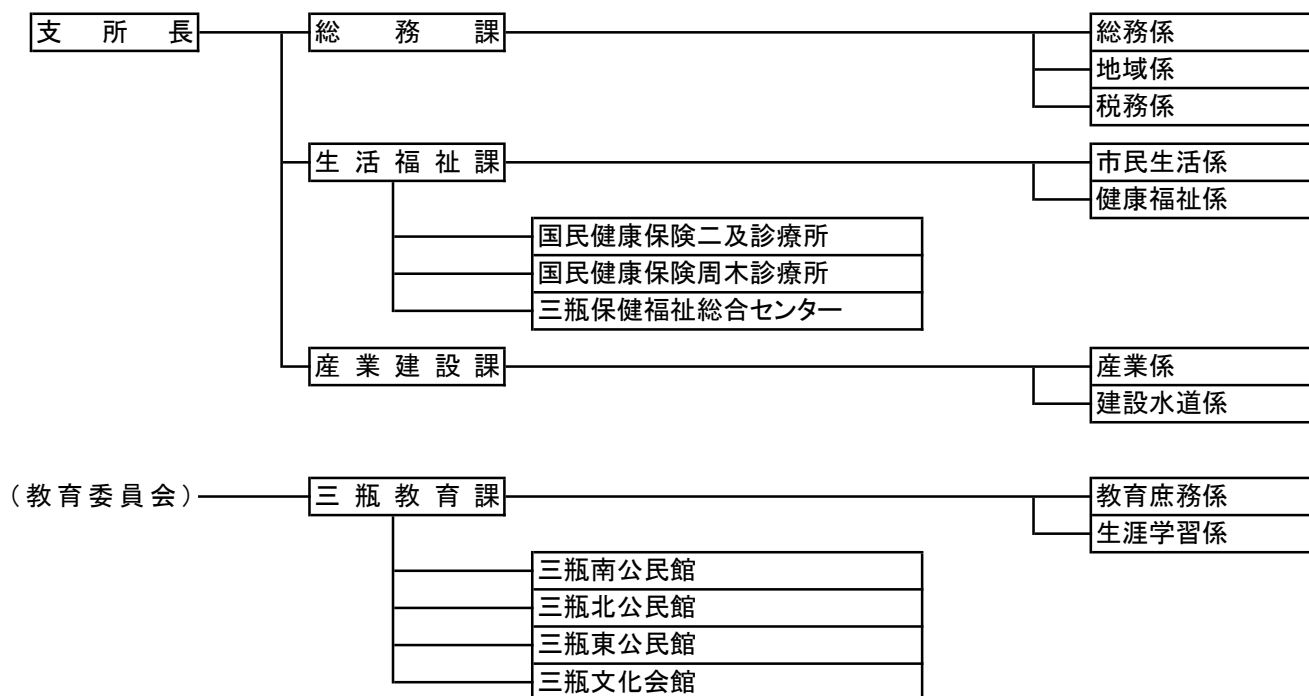 支所長 総務課 総務係
地域係
税務係
生活福祉課 市民生活係
健康福祉係
国民健康保険二及診療所
国民健康保険周木診療所
三瓶保健福祉総合センター
産業建設課 産業係
建設水道係
（教育委員会） 三瓶教育課 教育庶務係
生涯学習係
三瓶南公民館
三瓶北公民館
三瓶東公民館
三瓶文化会館